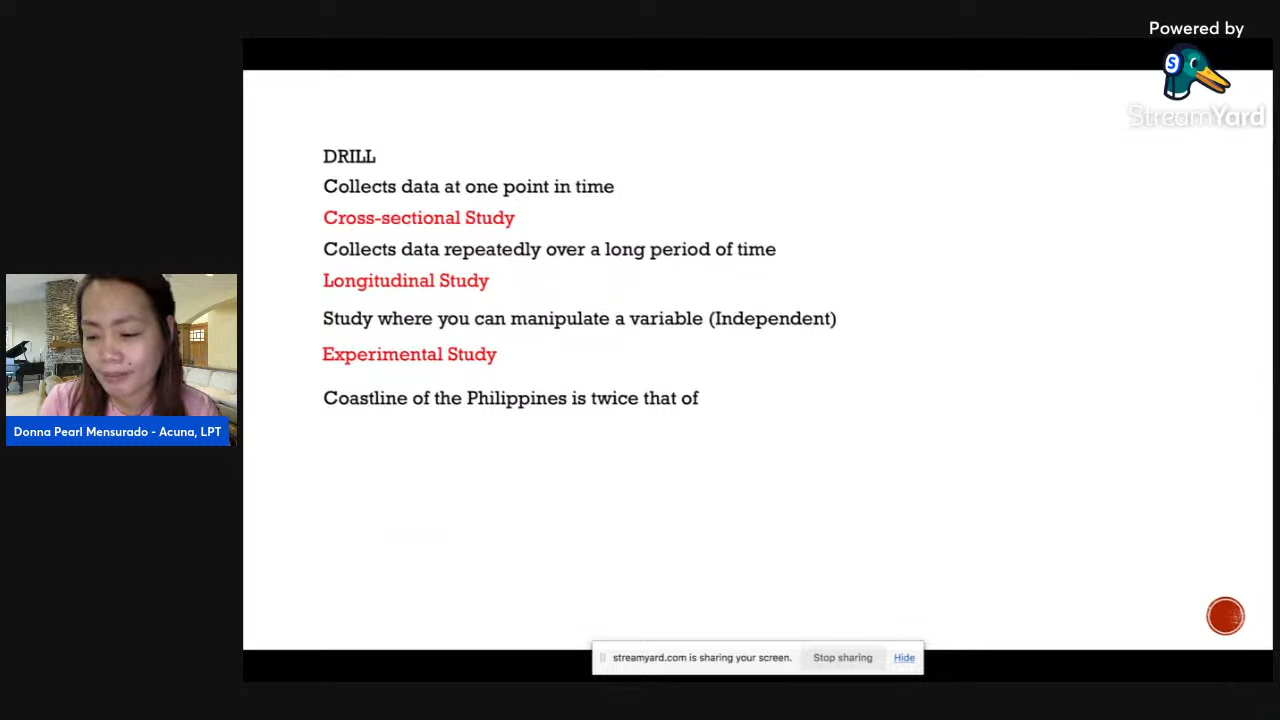 Powered by
StreamYard
DRILL
Collects data at one point in time
Cross-sectional Study
Collects data repeatedly over a long period of time
Longitudinal Study
Study where you can manipulate a variable (Independent)
Experimental Study
Coastline of the Philippines is twice that of
Donna Pearl Mensurado - Acuna, LPT
streamyard.com is sharing your screen. Stop sharing Hide